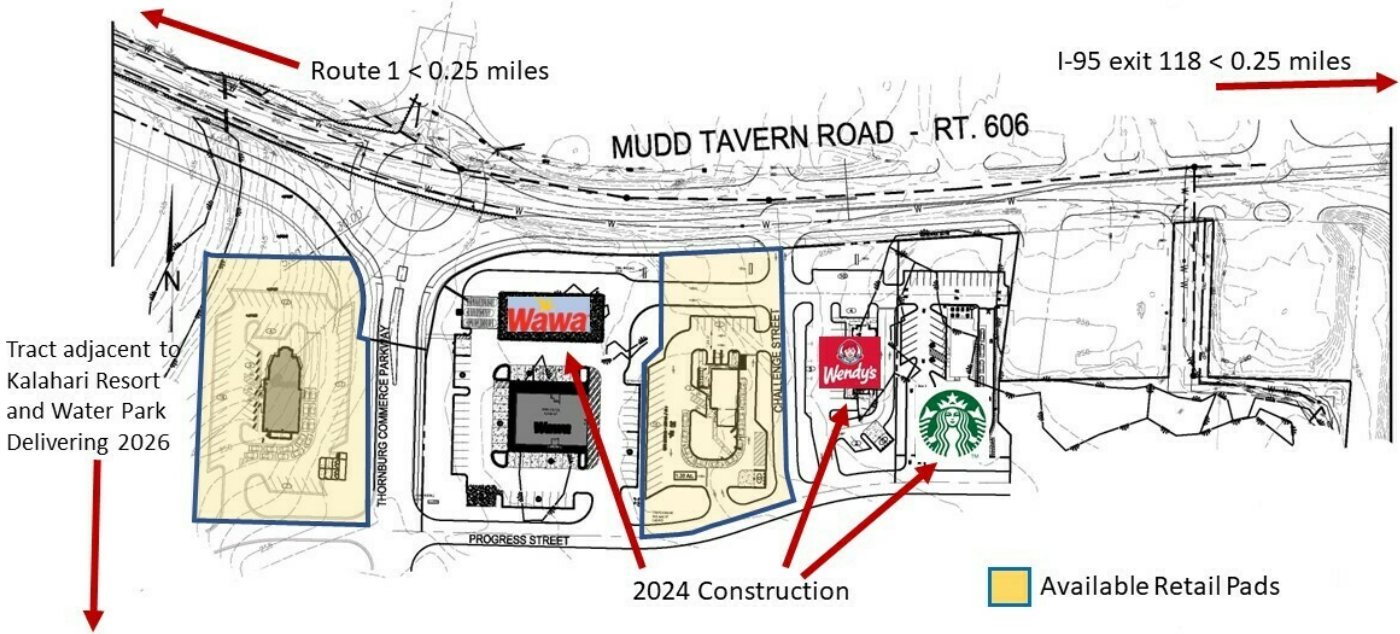 Route 1 < 0.25 miles
I-95 exit 118 < 0.25 miles
MUDD TAVERN ROAD - RT. 606
N
Tract adjacent to
Kalahari Resort
and Water Park
Delivering 2026
THORNBURG COMMERCE PARKWAY
Wawa
CHALLENGE STREET
Wendy's
PROGRESS STREET
2024 Construction
Available Retail Pads